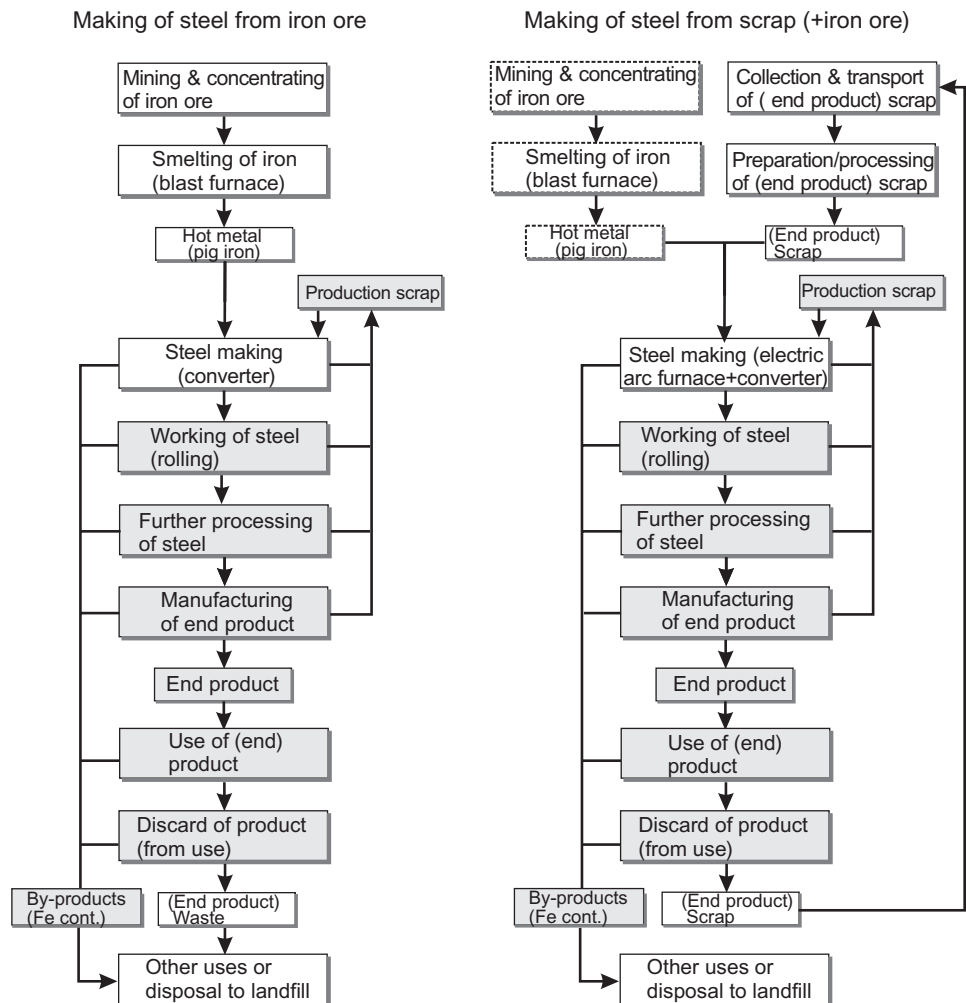 Making of steel from iron ore
Mining & concentrating
of iron ore
Smelting of iron
(blast furnace)
Hot metal
(pig iron)
Production scrap
Steel making
(converter)
Working of steel
(rolling)
Further processing
of steel
Manufacturing
of end product
End product
Use of (end)
product
Discard of product
(from use)
By-products
(Fe cont.)
(End product)
Waste
Other uses or
disposal to landfill
Making of steel from scrap (+iron ore)
Mining & concentrating
of iron ore
Smelting of iron
(blast furnace)
Hot metal
(pig iron)
Collection & transport
of ( end product) scrap
Preparation/processing
of (end product) scrap
(End product)
Scrap
Production scrap
Steel making (electric
arc furnace+converter)
Working of steel
(rolling)
Further processing
of steel
Manufacturing
of end product
End product
Use of (end)
product
Discard of product
(from use)
By-products
(Fe cont.)
(End product)
Scrap
Other uses or
disposal to landfill